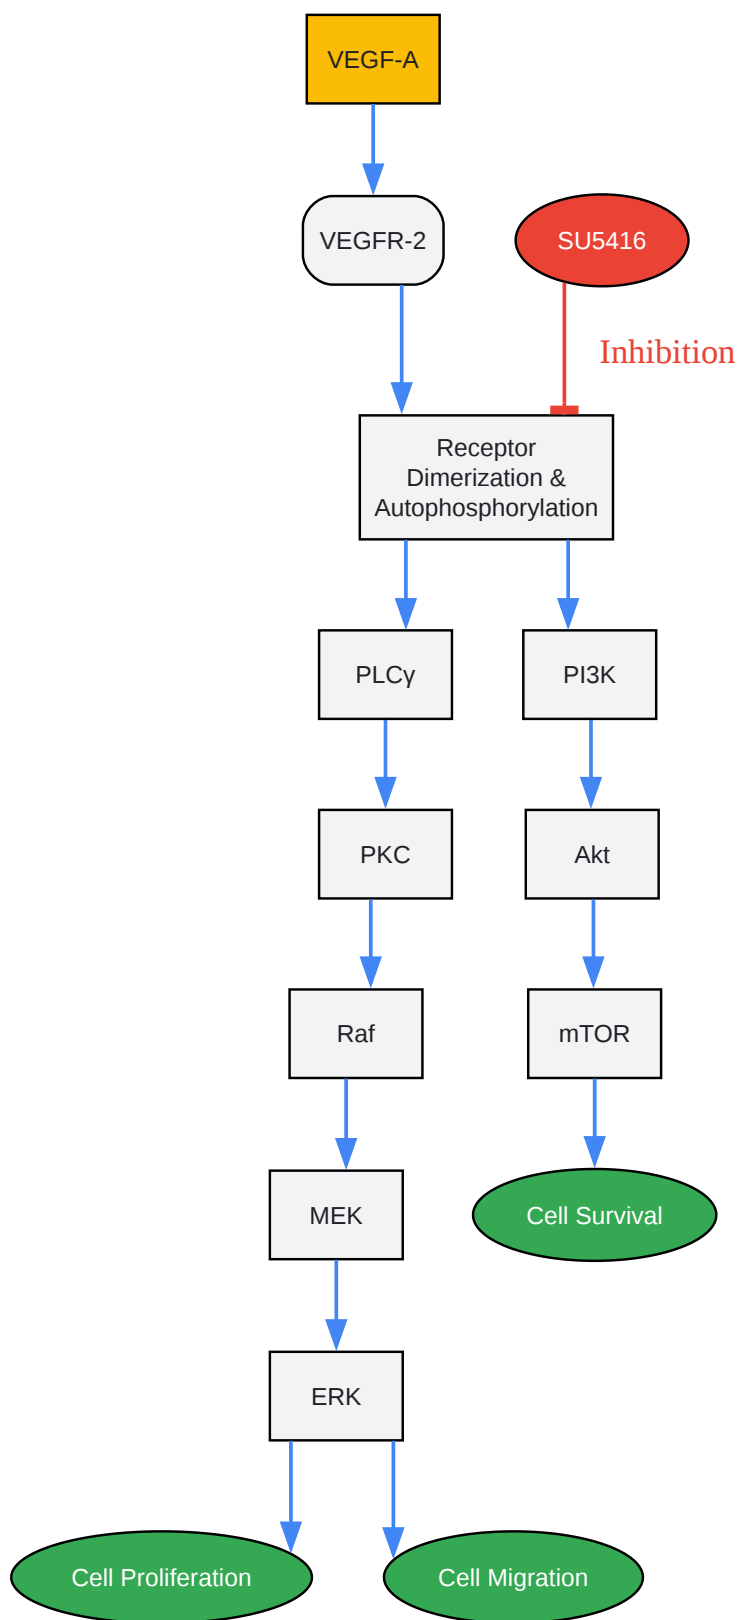 VEGF-A
VEGFR-2
SU5416
Inhibition
Receptor
Dimerization &
Autophosphorylation
PLCγ
PI3K
PKC
Akt
Raf
mTOR
MEK
Cell Survival
ERK
Cell Proliferation
Cell Migration